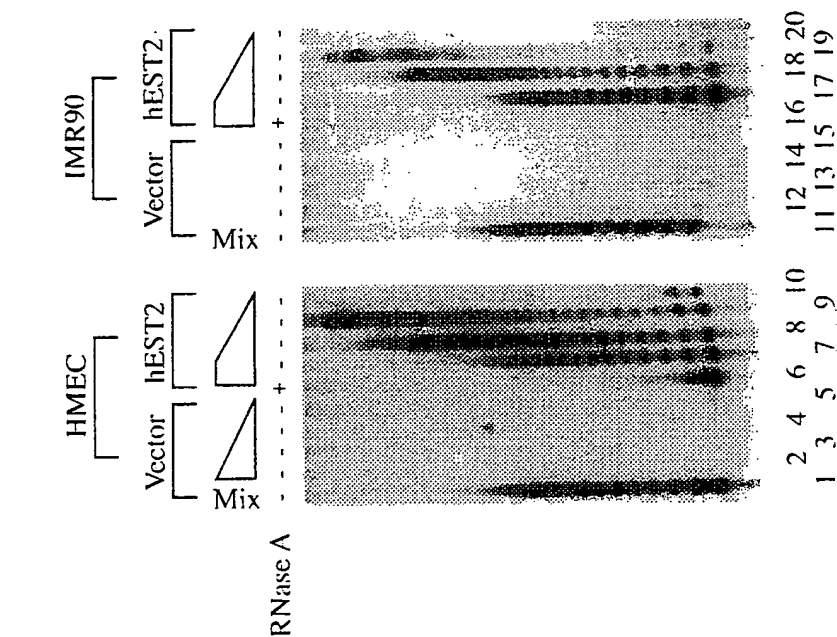 HMEC IMR90
Vector hEST2 Vector hEST2
Mix Mix
RNase A - - - - - + - - - - - - - - - + - - - -
1 2 3 4 5 6 7 8 9 10 11 12 13 14 15 16 17 18 19 20